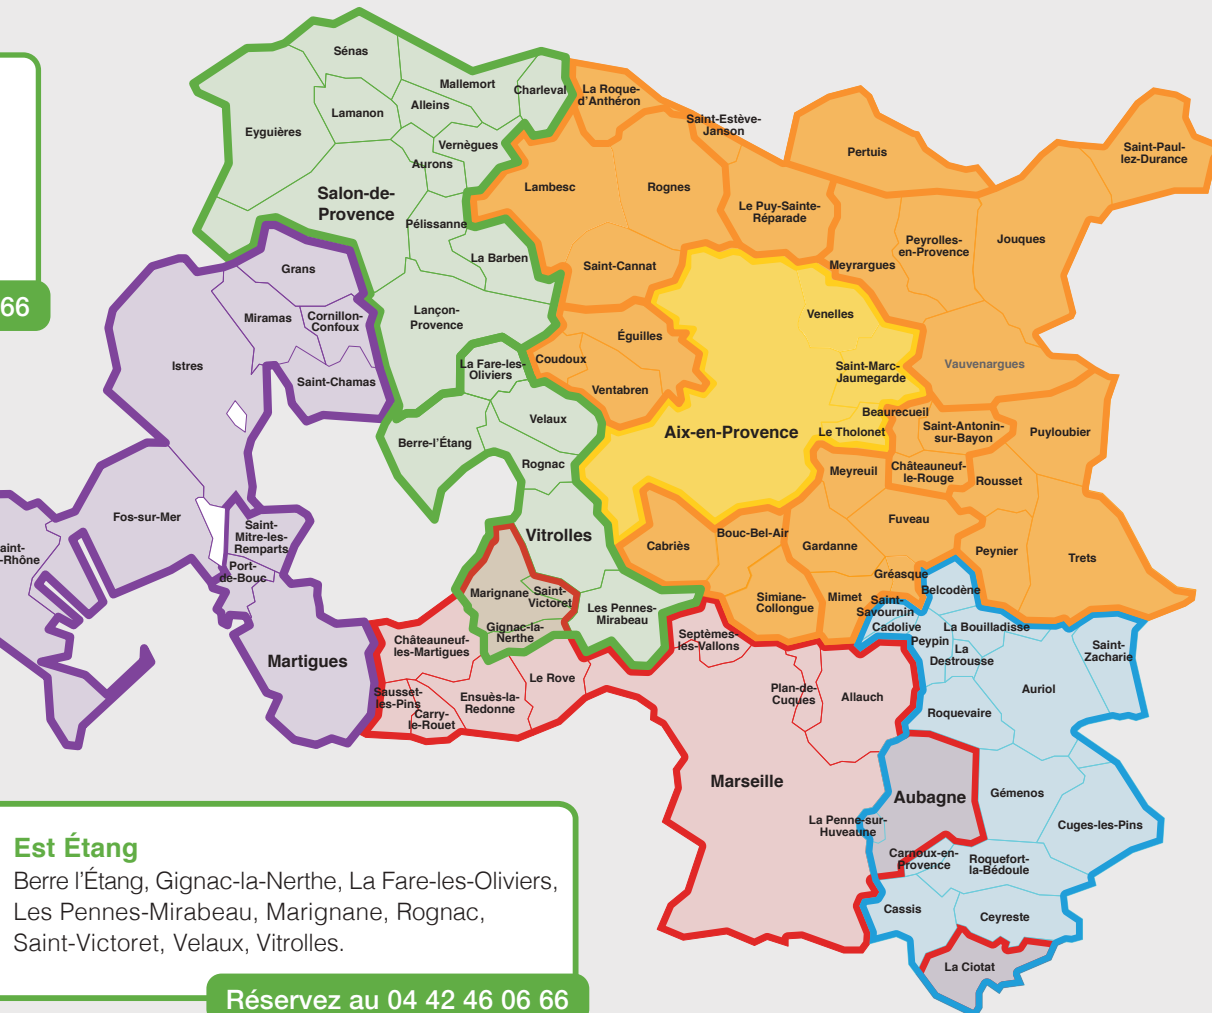 Sénas
Mallemort
Charleval
La Roque-
d'Anthéron
Alleins
Lamanon
Saint-Estève-
Janson
Eyguières
Vernègues
Pertuis
Saint-Paul-
lez-Durance
Aurons
Lambesc
Rognes
Salon-de-
Provence
Le Puy-Sainte-
Réparade
Pélissanne
Peyrolles-
en-Provence
Jouques
La Barben
Saint-Cannat
Meyrargues
Grans
66
Miramas
Cornillon-
Confoux
Lançon-
Provence
Venelles
Éguilles
Istres
La Fare-les-
Oliviers
Coudoux
Saint-Marc-
Jaumegarde
Vauvenargues
Saint-Chamas
Ventabren
Beaurecueil
Velaux
Aix-en-Provence
Le Tholonet
Saint-Antonin-
sur-Bayon
Puyloubier
Berre-l'Étang
Rognac
Meyreuil
Châteauneuf-
le-Rouge
Rousset
Fos-sur-Mer
Saint-
Mitre-les-
Remparts
Vitrolles
Bouc-Bel-Air
Fuveau
Cabriès
Gardanne
Peynier
Trets
aint-
-Rhône
Port-
de-Bouc
Gréasque
Belcodène
Marignane
Saint-
Victoret
Les Pennes-
Mirabeau
Simiane-
Collongue
Mimet
Saint-
Savournin
Cadolive
La Bouilladisse
Gignac-la-
Nerthe
Septèmes-
les-Vallons
Peypin
La
Destrousse
Saint-
Zacharie
Châteauneuf-
les-Martigues
Martigues
Le Rove
Auriol
Sausset-
les-Pins
Ensuès-la-
Redonne
Plan-de-
Cuques
Allauch
Carry-
le-Rouet
Roquevaire
Marseille
Aubagne
Gémenos
La Penne-sur-
Huveaune
Cuges-les-Pins
Carnoux-en-
Provence
Roquefort-
la-Bédoule
Cassis
Ceyreste
La Ciotat
Est Étang
Berre l'Étang, Gignac-la-Nerthe, La Fare-les-Oliviers,
Les Pennes-Mirabeau, Marignane, Rognac,
Saint-Victoret, Velaux, Vitrolles.
Réservez au 04 42 46 06 66